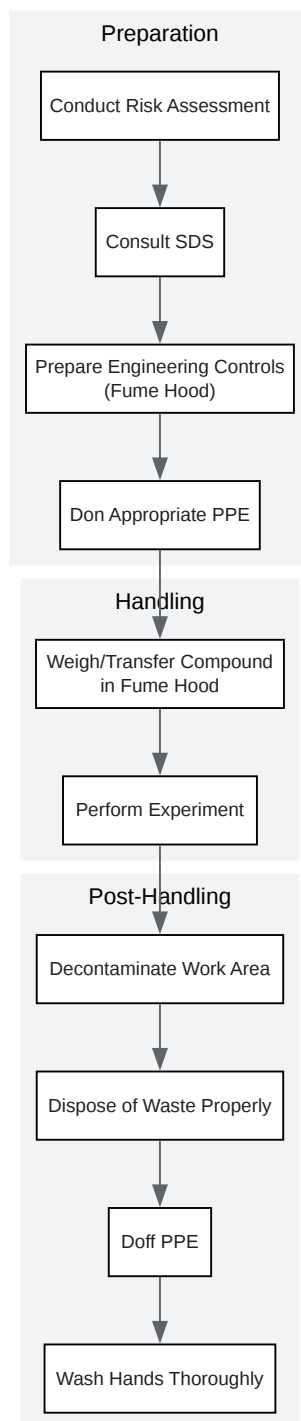 Preparation
Conduct Risk Assessment
Consult SDS
Prepare Engineering Controls
(Fume Hood)
Don Appropriate PPE
Handling
Weigh/Transfer Compound
in Fume Hood
Perform Experiment
Post-Handling
Decontaminate Work Area
Dispose of Waste Properly
Doff PPE
Wash Hands Thoroughly